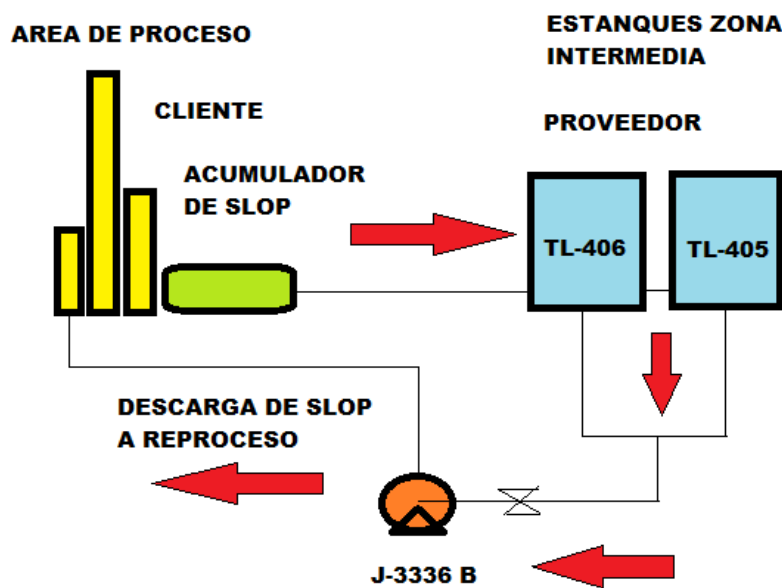 AREA DE PROCESO
ESTANQUES ZONA
INTERMEDIA
CLIENTE
PROVEEDOR
ACUMULADOR
DE SLOP
TL-406
TL-405
DESCARGA DE SLOP
A REPROCESO
J-3336 B